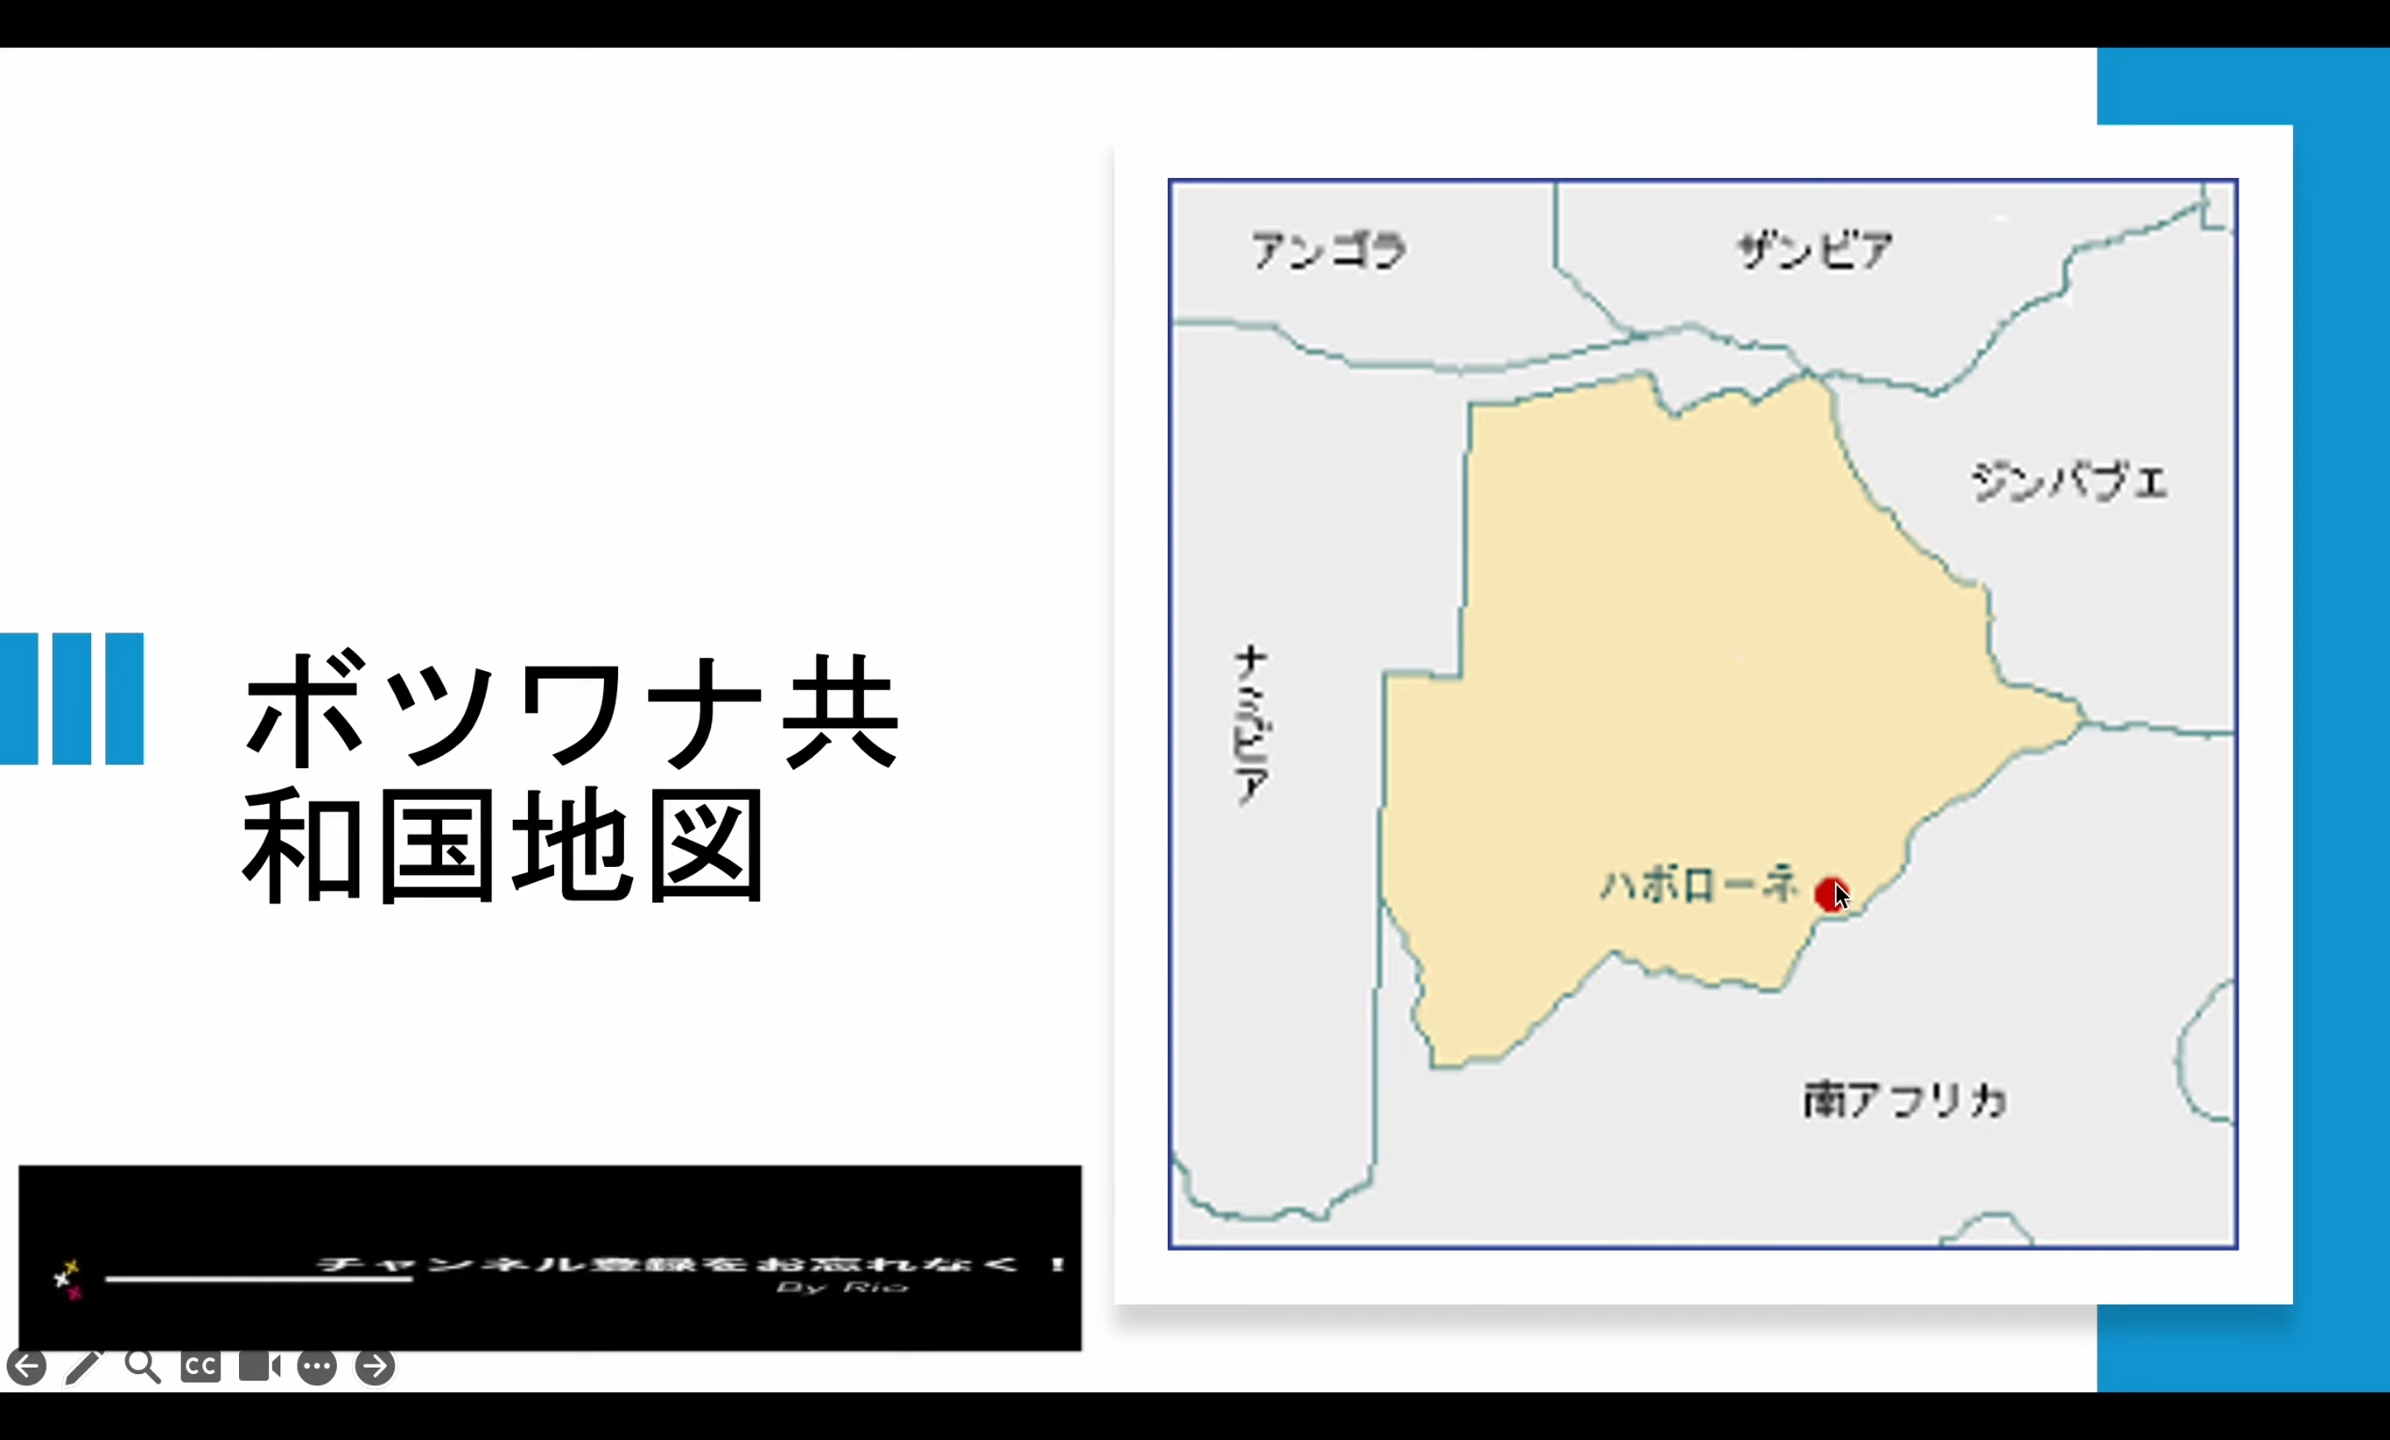 ボツワナ共
和国地図
アンゴラ
ザンビア
ジンバブエ
ナミビア
ハボローネ
南アフリカ
チャンネル登録をお忘れなく！
By Rio
CC